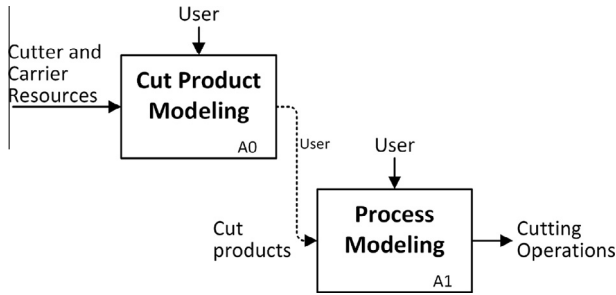 User
Cutter and
Carrier
Resources
Cut Product
Modeling
A0
User
User
Cut
products
Process
Modeling
A1
Cutting
Operations